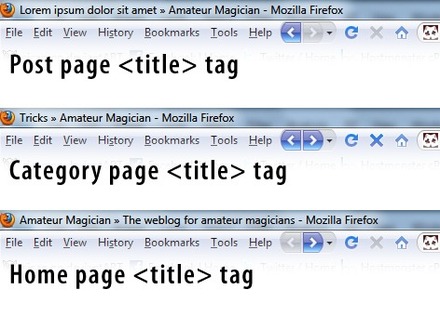 Lorem ipsum dolor sit amet » Amateur Magician - Mozilla Firefox
File Edit View History Bookmarks Tools Help
Post page <title> tag
Tricks » Amateur Magician - Mozilla Firefox
File Edit View History Bookmarks Tools Help
Category page <title> tag
Amateur Magician » The weblog for amateur magicians - Mozilla Firefox
File Edit View History Bookmarks Tools Help
Home page <title> tag